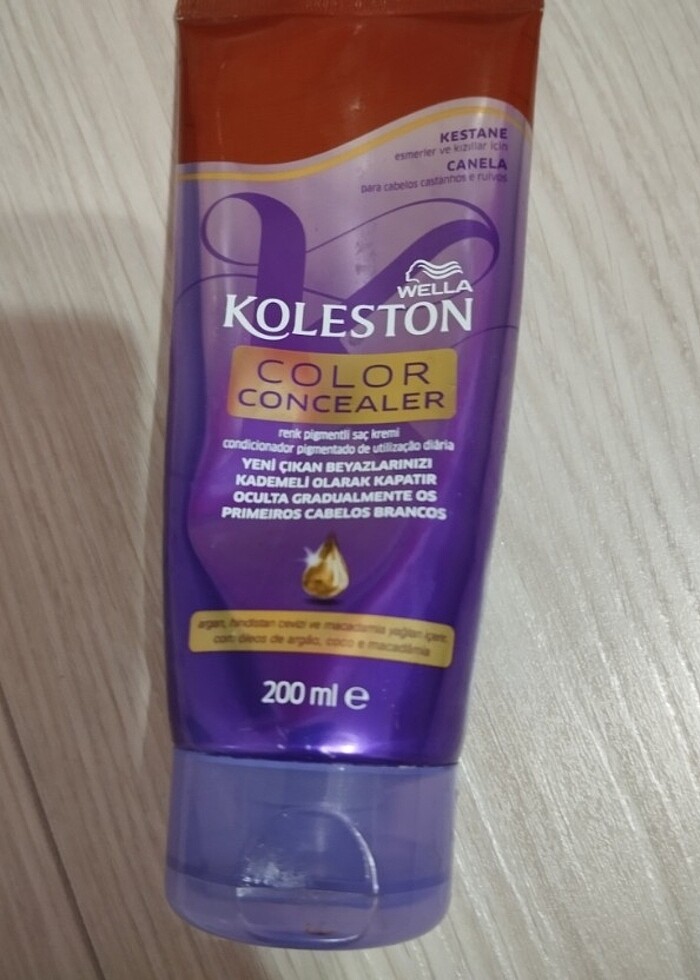 KESTANE
esmerler ve kızıllar için
CANELA
para cabelos castanhos e ruivos
WELLA
KOLESTON
COLOR
CONCEALER
renk pigmentli saç kremi
condicionador pigmentado de utilização diária
YENİ ÇIKAN BEYAZLARINIZI
KADEMELİ OLARAK KAPATIR
OCULTA GRADUALMENTE OS
PRIMEIROS CABELOS BRANCOS
argan, hindistan cevizi ve macadamia yağları içerir.
com óleos de argão, coco e macadâmia
200 ml e